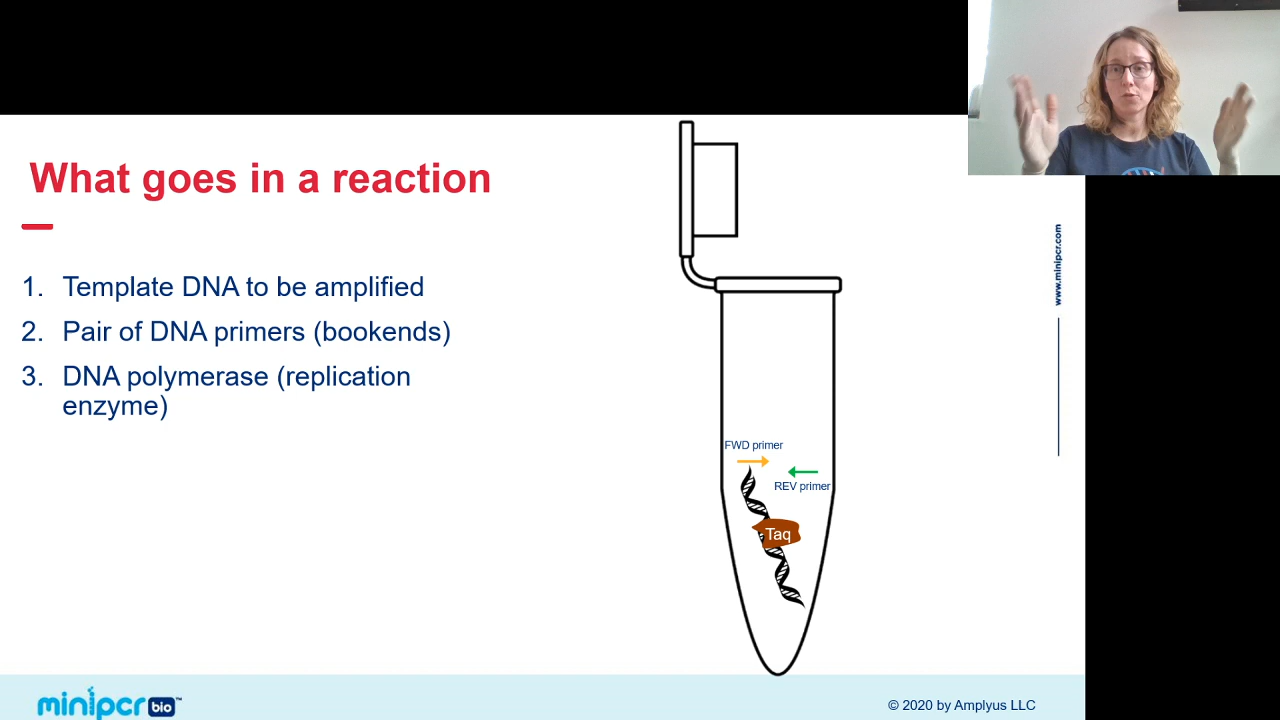 What goes in a reaction
1. Template DNA to be amplified
2. Pair of DNA primers (bookends)
3. DNA polymerase (replication
enzyme)
FWD primer
REV primer
Taq
www.minipcr.com
minipcr bio™
© 2020 by Amplyus LLC